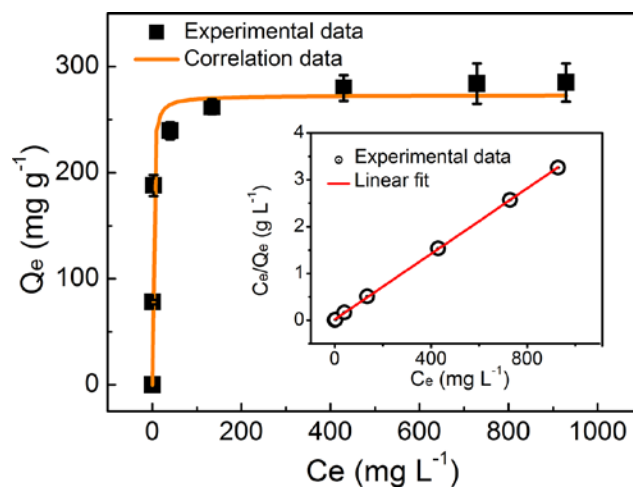 Experimental data
Correlation data
300
200
100
0
Qe (mg g⁻¹)
0
200
400
600
800
1000
Ce (mg L⁻¹)
Experimental data
Linear fit
4
3
2
1
0
Ce/Qe (g L⁻¹)
0
400
800
Ce (mg L⁻¹)